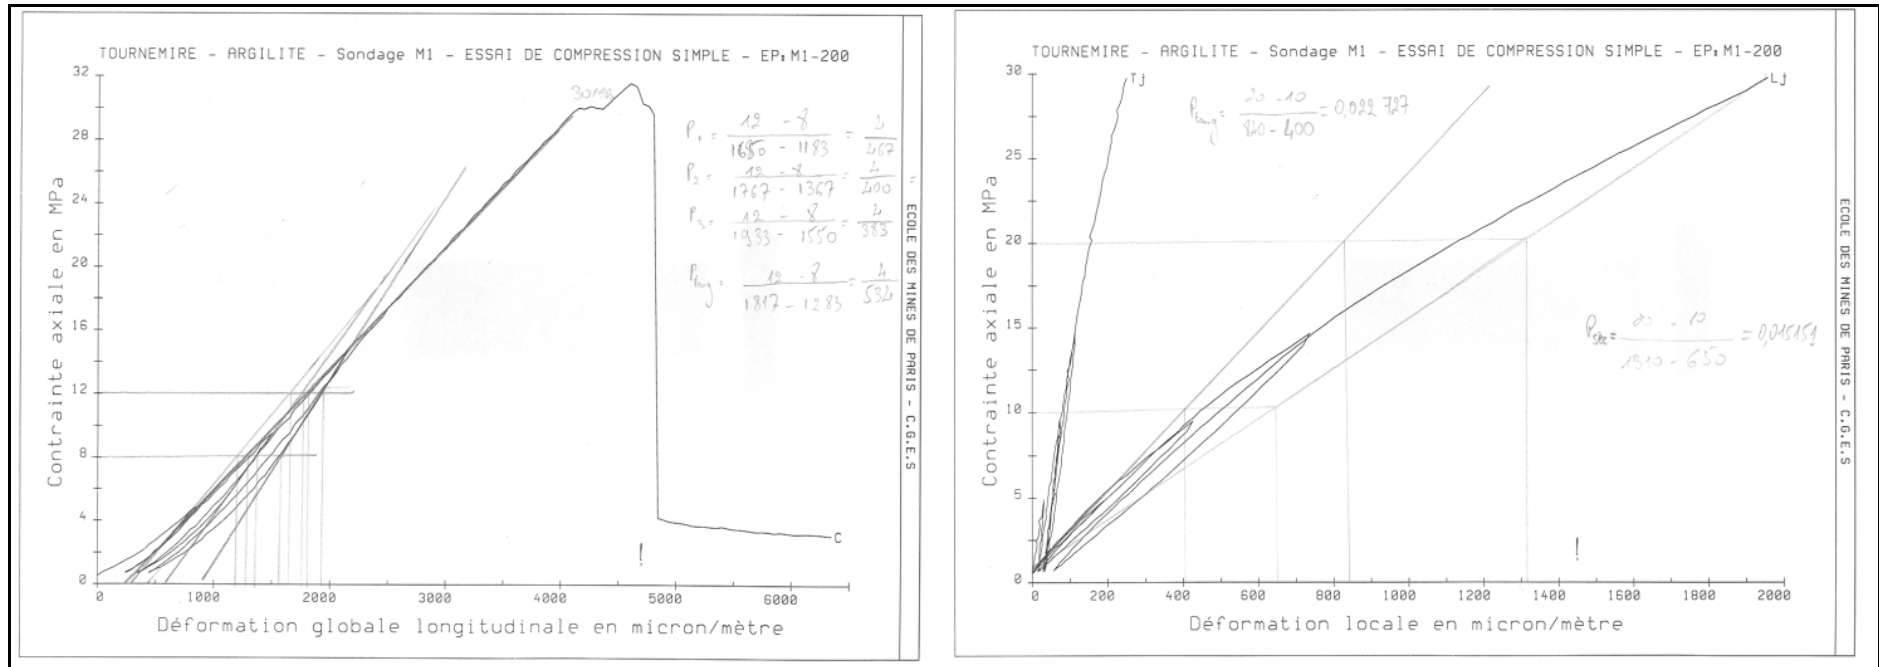 TOURNEMIRE - ARGILITE - Sondage M1 - ESSAI DE COMPRESSION SIMPLE - EP: M1-200
Contrainte axiale en MPa
32
28
24
20
16
12
8
4
0
0 1000 2000 3000 4000 5000 6000
Déformation globale longitudinale en micron/mètre
C
!
P1 = 12 - 8 / 1650 - 1183 = 4 / 467
P2 = 12 - 8 / 1767 - 1367 = 4 / 400 =
P3 = 12 - 8 / 1933 - 1550 = 4 / 383
Ptang = 12 - 8 / 1817 - 1283 = 4 / 534
ECOLE DES MINES DE PARIS - C.G.E.S
TOURNEMIRE - ARGILITE - Sondage M1 - ESSAI DE COMPRESSION SIMPLE - EP: M1-200
Contrainte axiale en MPa
30
25
20
15
10
5
0
0 200 400 600 800 1000 1200 1400 1600 1800 2000
Déformation locale en micron/mètre
Tj
Lj
!
Ptang = 20 - 10 / 840 - 400 = 0,022 727
20 - 10 / 1310 - 650 = 0,015151
ECOLE DES MINES DE PARIS - C.G.E.S